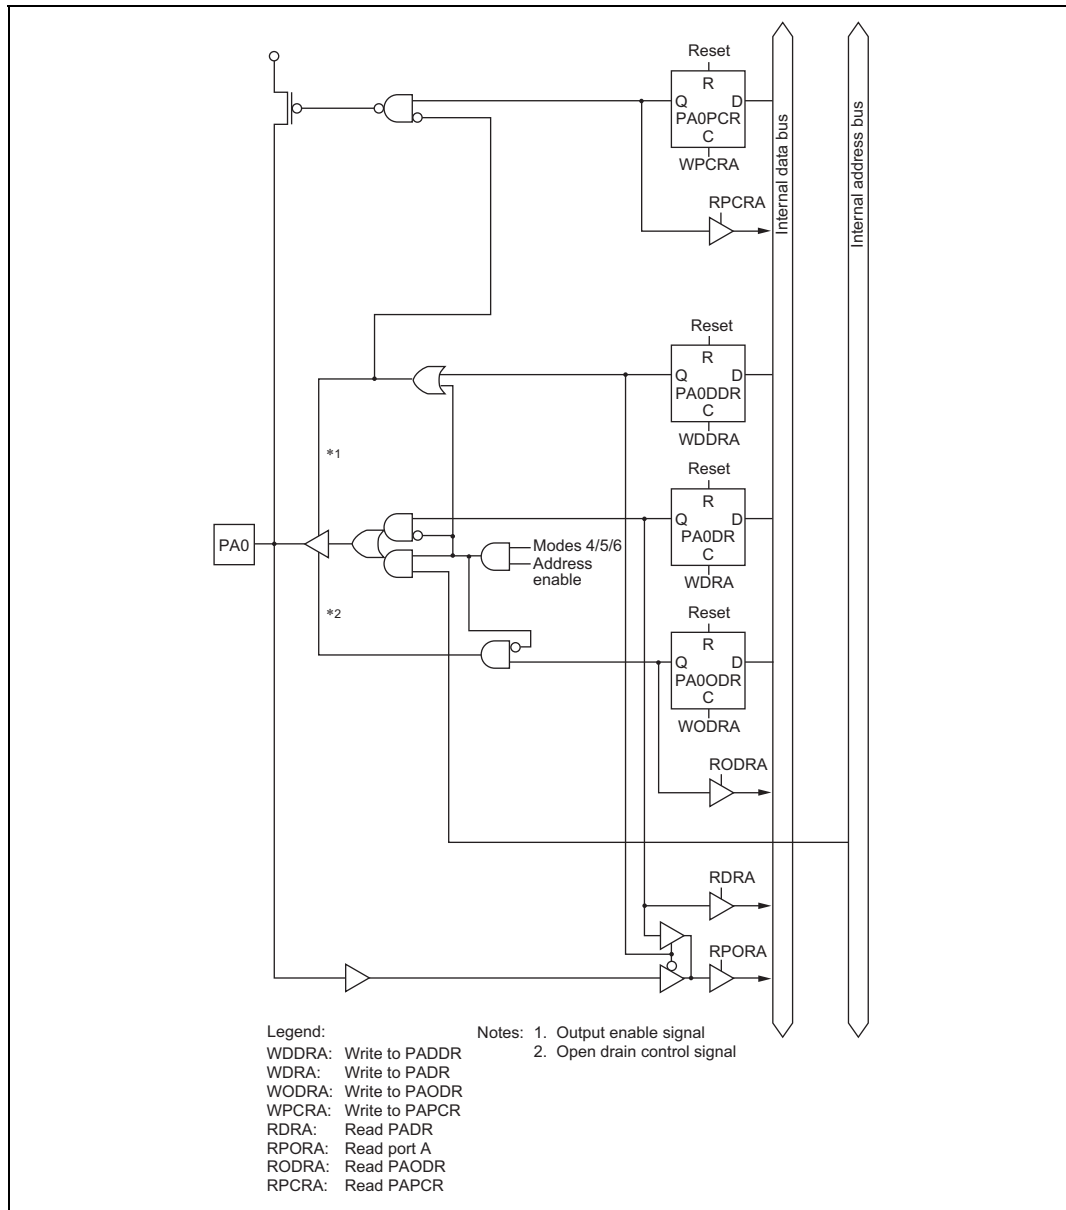 Reset
R
Q D
PA0PCR
C
WPCRA
RPCRA
Internal data bus
Internal address bus
Reset
R
Q D
PA0DDR
C
WDDRA
*1
Reset
R
Q D
PA0DR
C
WDRA
PA0
Modes 4/5/6
Address
enable
*2
Reset
R
Q D
PA0ODR
C
WODRA
RODRA
RDRA
RPORA
Legend:
WDDRA: Write to PADDR
WDRA: Write to PADR
WODRA: Write to PAODR
WPCRA: Write to PAPCR
RDRA: Read PADR
RPORA: Read port A
RODRA: Read PAODR
RPCRA: Read PAPCR
Notes: 1. Output enable signal
2. Open drain control signal